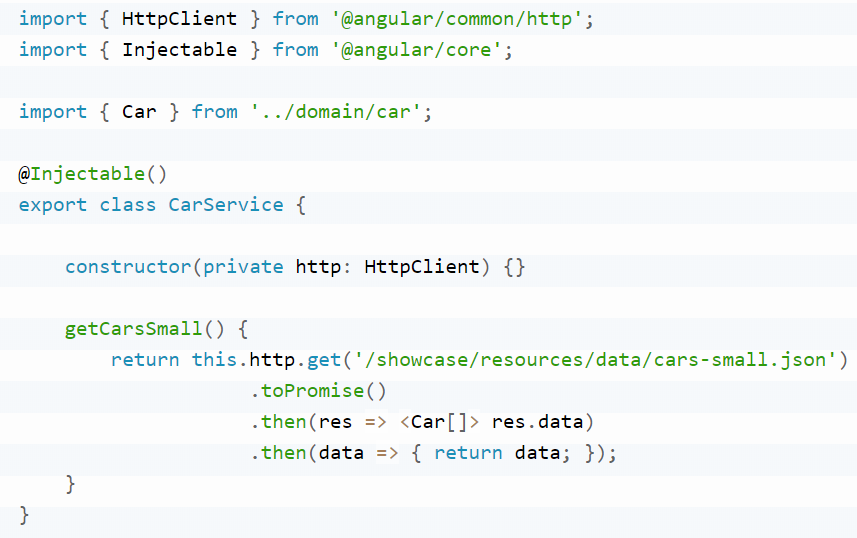 import { HttpClient } from '@angular/common/http';
import { Injectable } from '@angular/core';
import { Car } from '../domain/car';
@Injectable()
export class CarService {
constructor(private http: HttpClient) {}
getCarsSmall() {
return this.http.get('/showcase/resources/data/cars-small.json')
.toPromise()
.then(res => <Car[]> res.data)
.then(data => { return data; });
}
}